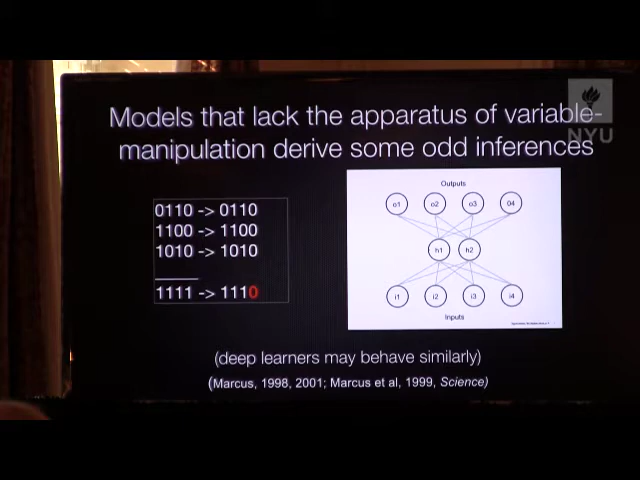 Models that lack the apparatus of variable-
manipulation derive some odd inferences
NYU
0110 -> 0110
1100 -> 1100
1010 -> 1010
1111 -> 1110
Outputs
o1 o2 o3 04
h1 h2
i1 i2 i3 i4
Inputs
(deep learners may behave similarly)
(Marcus, 1998, 2001; Marcus et al, 1999, Science)